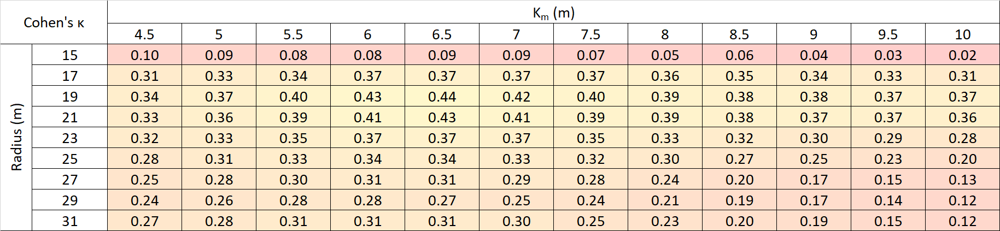 Cohen's κ
Km (m)
4.5 5 5.5 6 6.5 7 7.5 8 8.5 9 9.5 10
Radius (m)
15 0.10 0.09 0.08 0.08 0.09 0.09 0.07 0.05 0.06 0.04 0.03 0.02
17 0.31 0.33 0.34 0.37 0.37 0.37 0.37 0.36 0.35 0.34 0.33 0.31
19 0.34 0.37 0.40 0.43 0.44 0.42 0.40 0.39 0.38 0.38 0.37 0.37
21 0.33 0.36 0.39 0.41 0.43 0.41 0.39 0.39 0.38 0.37 0.37 0.36
23 0.32 0.33 0.35 0.37 0.37 0.37 0.35 0.33 0.32 0.30 0.29 0.28
25 0.28 0.31 0.33 0.34 0.34 0.33 0.32 0.30 0.27 0.25 0.23 0.20
27 0.25 0.28 0.30 0.31 0.31 0.29 0.28 0.24 0.20 0.17 0.15 0.13
29 0.24 0.26 0.28 0.28 0.27 0.25 0.24 0.21 0.19 0.17 0.14 0.12
31 0.27 0.28 0.31 0.31 0.31 0.30 0.25 0.23 0.20 0.19 0.15 0.12